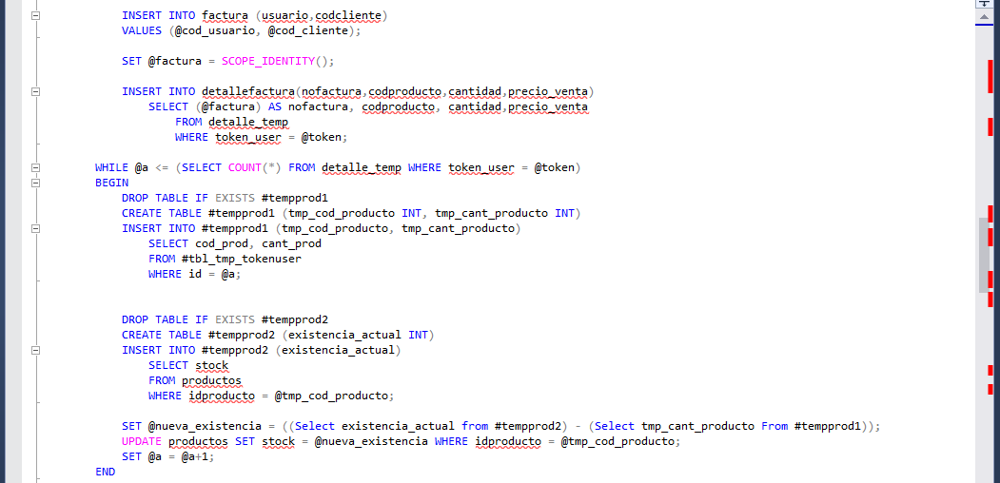 INSERT INTO factura (usuario,codcliente)
VALUES (@cod_usuario, @cod_cliente);
SET @factura = SCOPE_IDENTITY();
INSERT INTO detallefactura(nofactura,codproducto,cantidad,precio_venta)
SELECT (@factura) AS nofactura, codproducto, cantidad,precio_venta
FROM detalle_temp
WHERE token_user = @token;
WHILE @a <= (SELECT COUNT(*) FROM detalle_temp WHERE token_user = @token)
BEGIN
DROP TABLE IF EXISTS #tempprod1
CREATE TABLE #tempprod1 (tmp_cod_producto INT, tmp_cant_producto INT)
INSERT INTO #tempprod1 (tmp_cod_producto, tmp_cant_producto)
SELECT cod_prod, cant_prod
FROM #tbl_tmp_tokenuser
WHERE id = @a;
DROP TABLE IF EXISTS #tempprod2
CREATE TABLE #tempprod2 (existencia_actual INT)
INSERT INTO #tempprod2 (existencia_actual)
SELECT stock
FROM productos
WHERE idproducto = @tmp_cod_producto;
SET @nueva_existencia = ((Select existencia_actual from #tempprod2) - (Select tmp_cant_producto From #tempprod1));
UPDATE productos SET stock = @nueva_existencia WHERE idproducto = @tmp_cod_producto;
SET @a = @a+1;
END